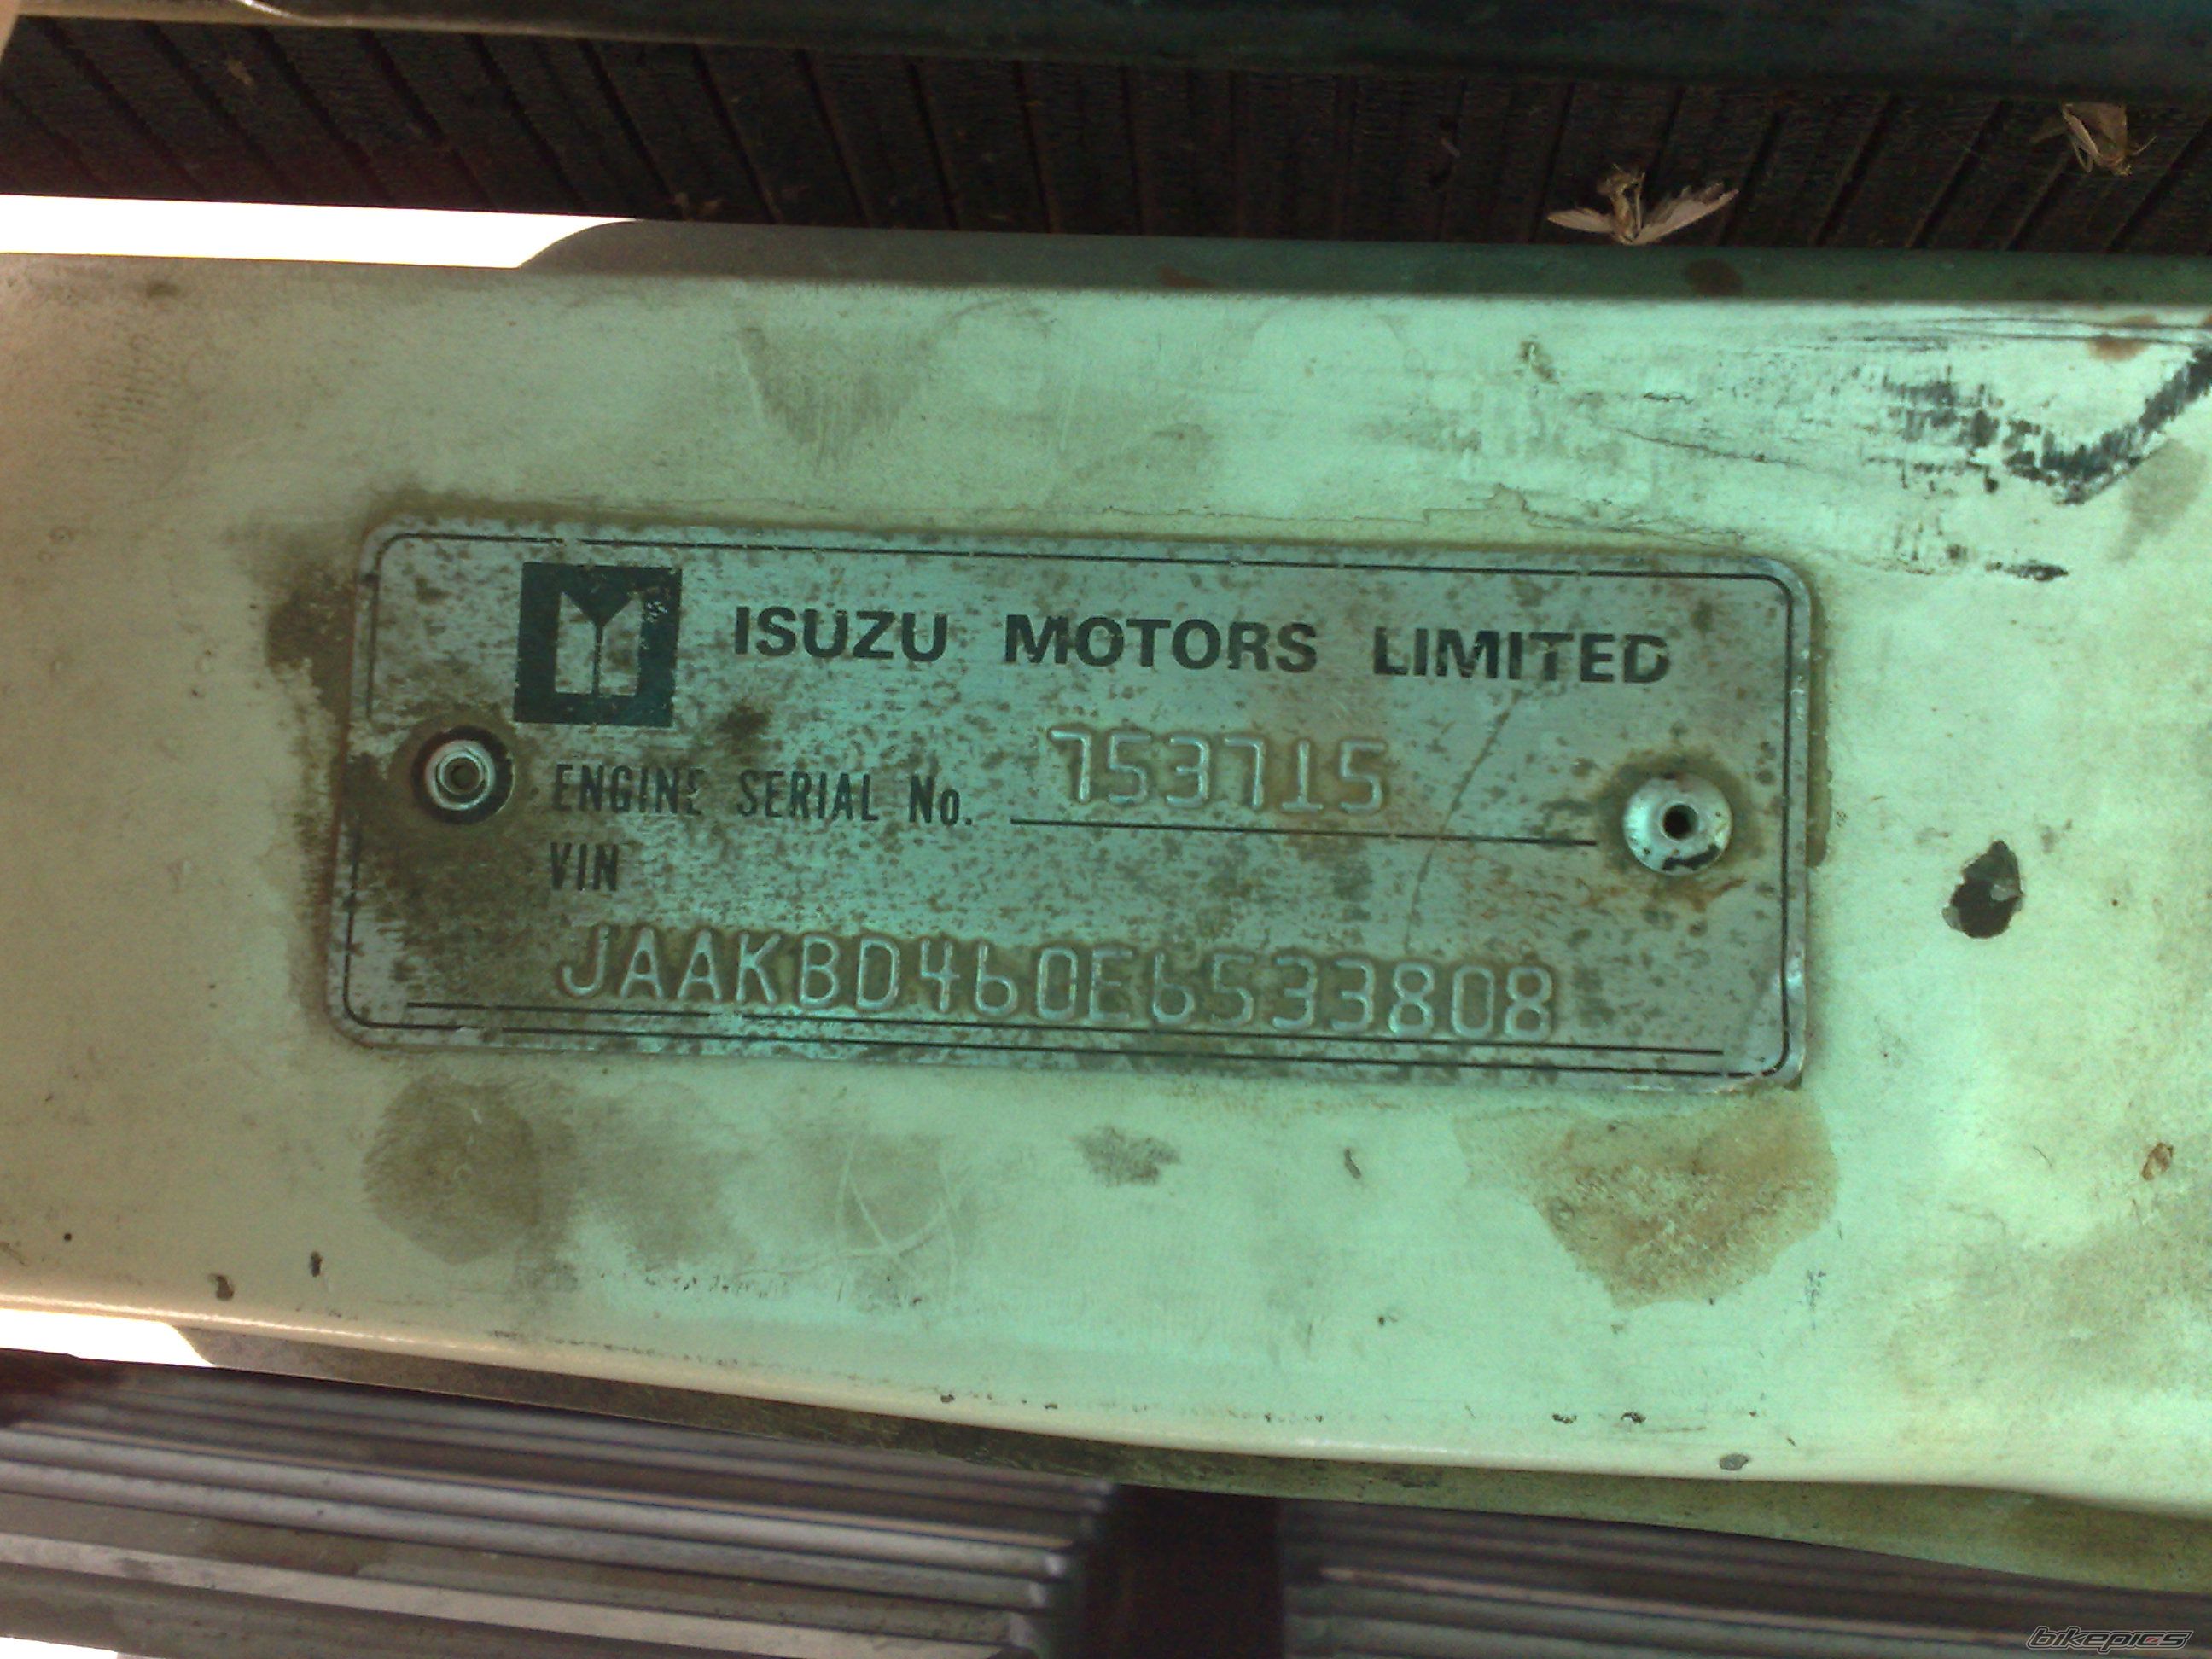 ISUZU MOTORS LIMITED
ENGINE SERIAL No. 753715
VIN
JAAKBD460E6533808
bikepics